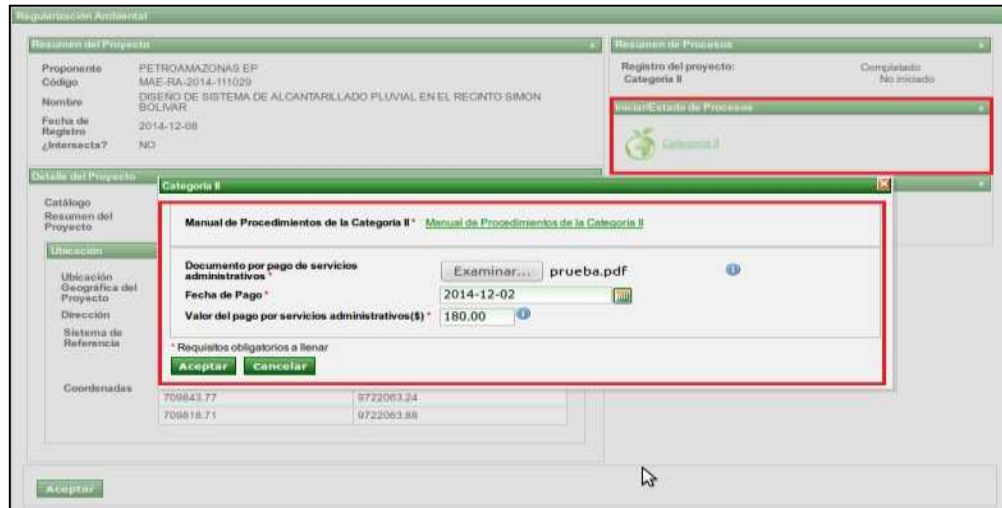 Regularización Ambiental
Resumen del Proyecto
Proponente PETROAMAZONAS EP
Código MAE-RA-2014-111029
Nombre DISEÑO DE SISTEMA DE ALCANTARILLADO PLUVIAL EN EL RECINTO SIMON
BOLIVAR
Fecha de
Registro 2014-12-08
¿Intersecta? NO
Resumen de Procesos
Registro del proyecto: Completado
Categoria II No iniciado
Iniciar/Estado de Procesos
Categoria II
Detalle del Proyecto
Catálogo
Resumen del
Proyecto
Ubicación
Ubicación
Geográfica del
Proyecto
Dirección
Sistema de
Referencia
Coordenadas
709843.77 9722063.24
709818.71 9722063.88
Aceptar
Categoria II
Manual de Procedimientos de la Categoria II * Manual de Procedimientos de la Categoria II
Documento por pago de servicios
administrativos * Examinar... prueba.pdf
Fecha de Pago * 2014-12-02
Valor del pago por servicios administrativos($) * 180.00
* Requisitos obligatorios a llenar
Aceptar Cancelar